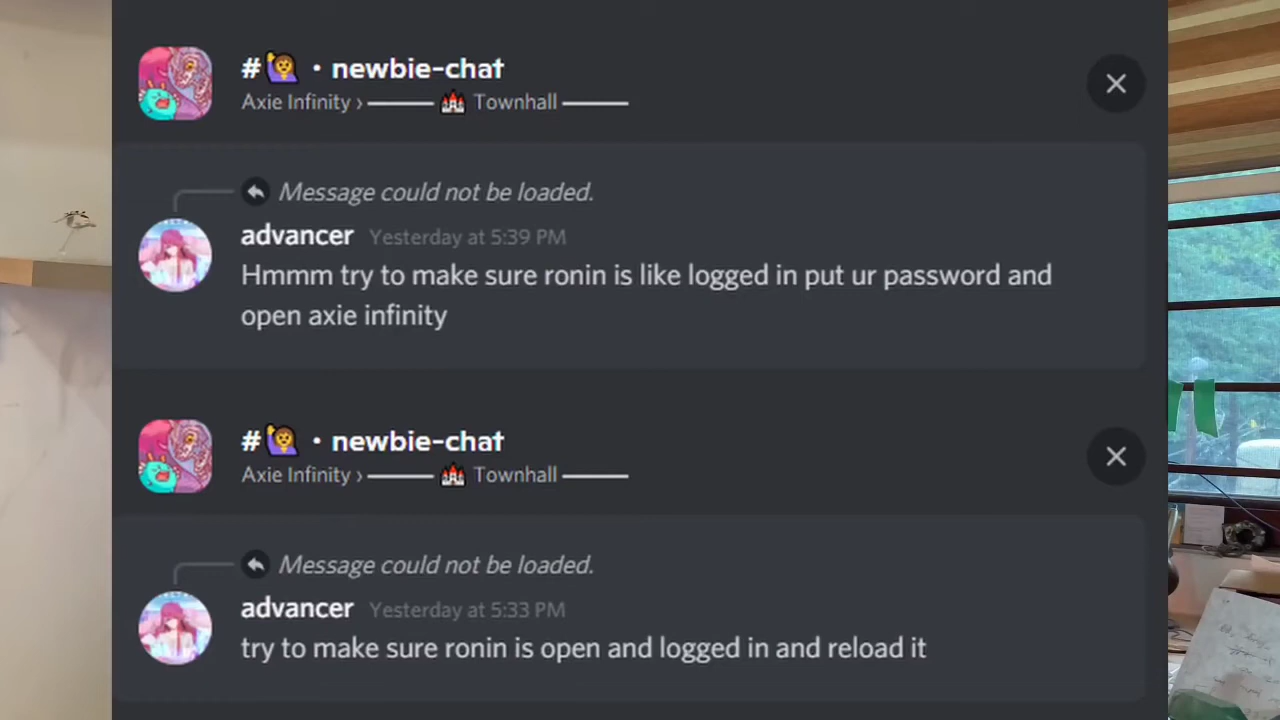 #🙋‍♀️ • newbie-chat
Axie Infinity › ——— 🏰 Townhall ———
Message could not be loaded.
advancer Yesterday at 5:39 PM
Hmmm try to make sure ronin is like logged in put ur password and
open axie infinity
#🙋‍♀️ • newbie-chat
Axie Infinity › ——— 🏰 Townhall ———
Message could not be loaded.
advancer Yesterday at 5:33 PM
try to make sure ronin is open and logged in and reload it